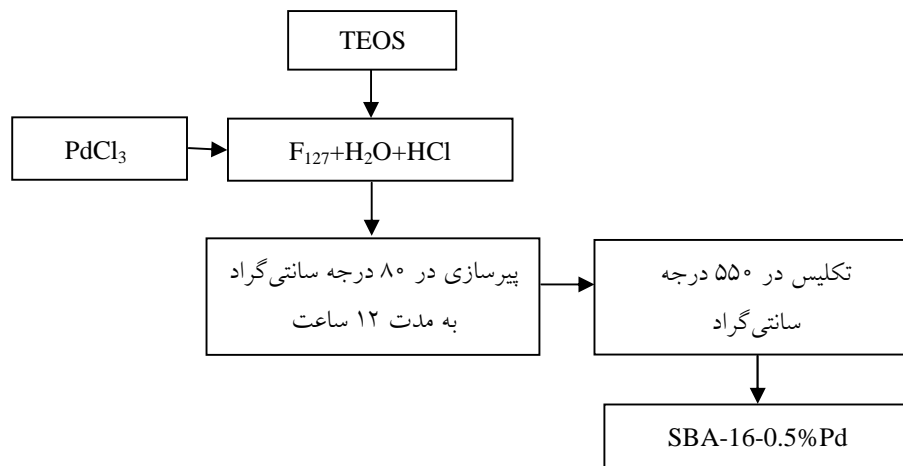 TEOS
PdCl₃
F₁₂₇+H₂O+HCl
پیرسازی در ۸۰ درجه سانتی‌گراد
به مدت ۱۲ ساعت
تکلیس در ۵۵۰ درجه
سانتی‌گراد
SBA-16-0.5%Pd